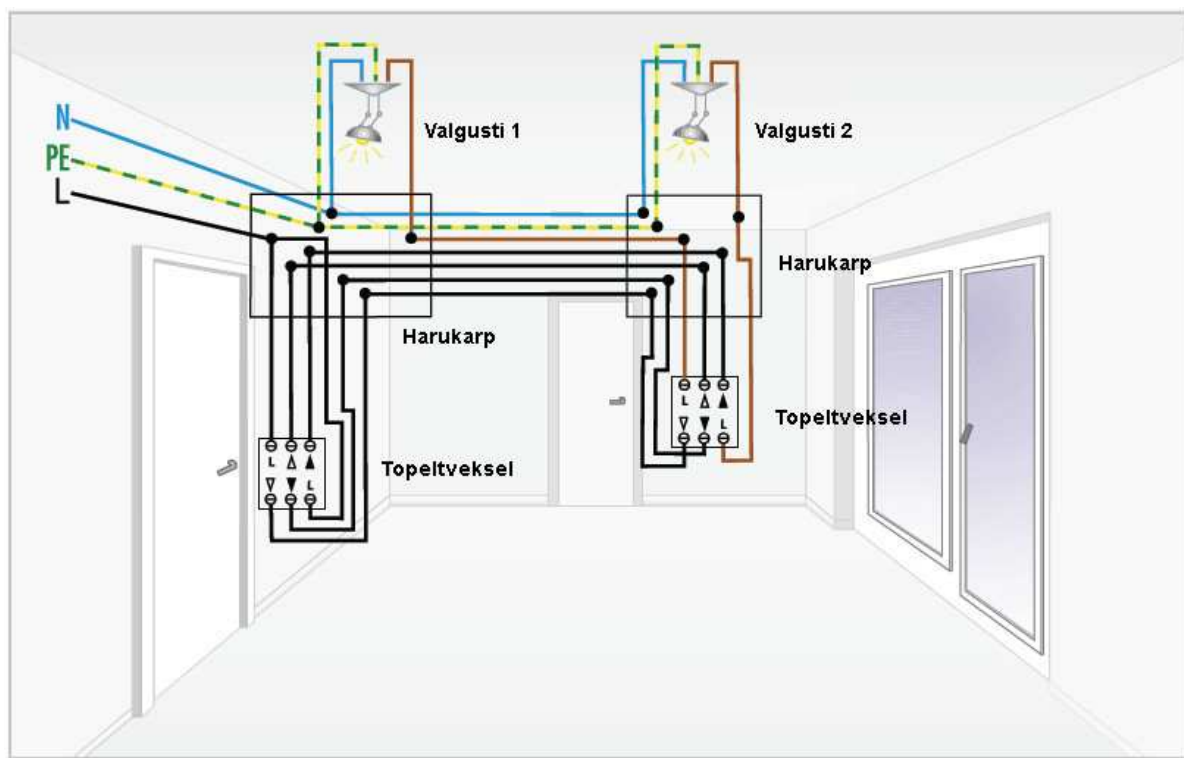 N
PE
L
Valgusti 1
Valgusti 2
Harukarp
Harukarp
Topeltveksel
Topeltveksel
L
L
L
L